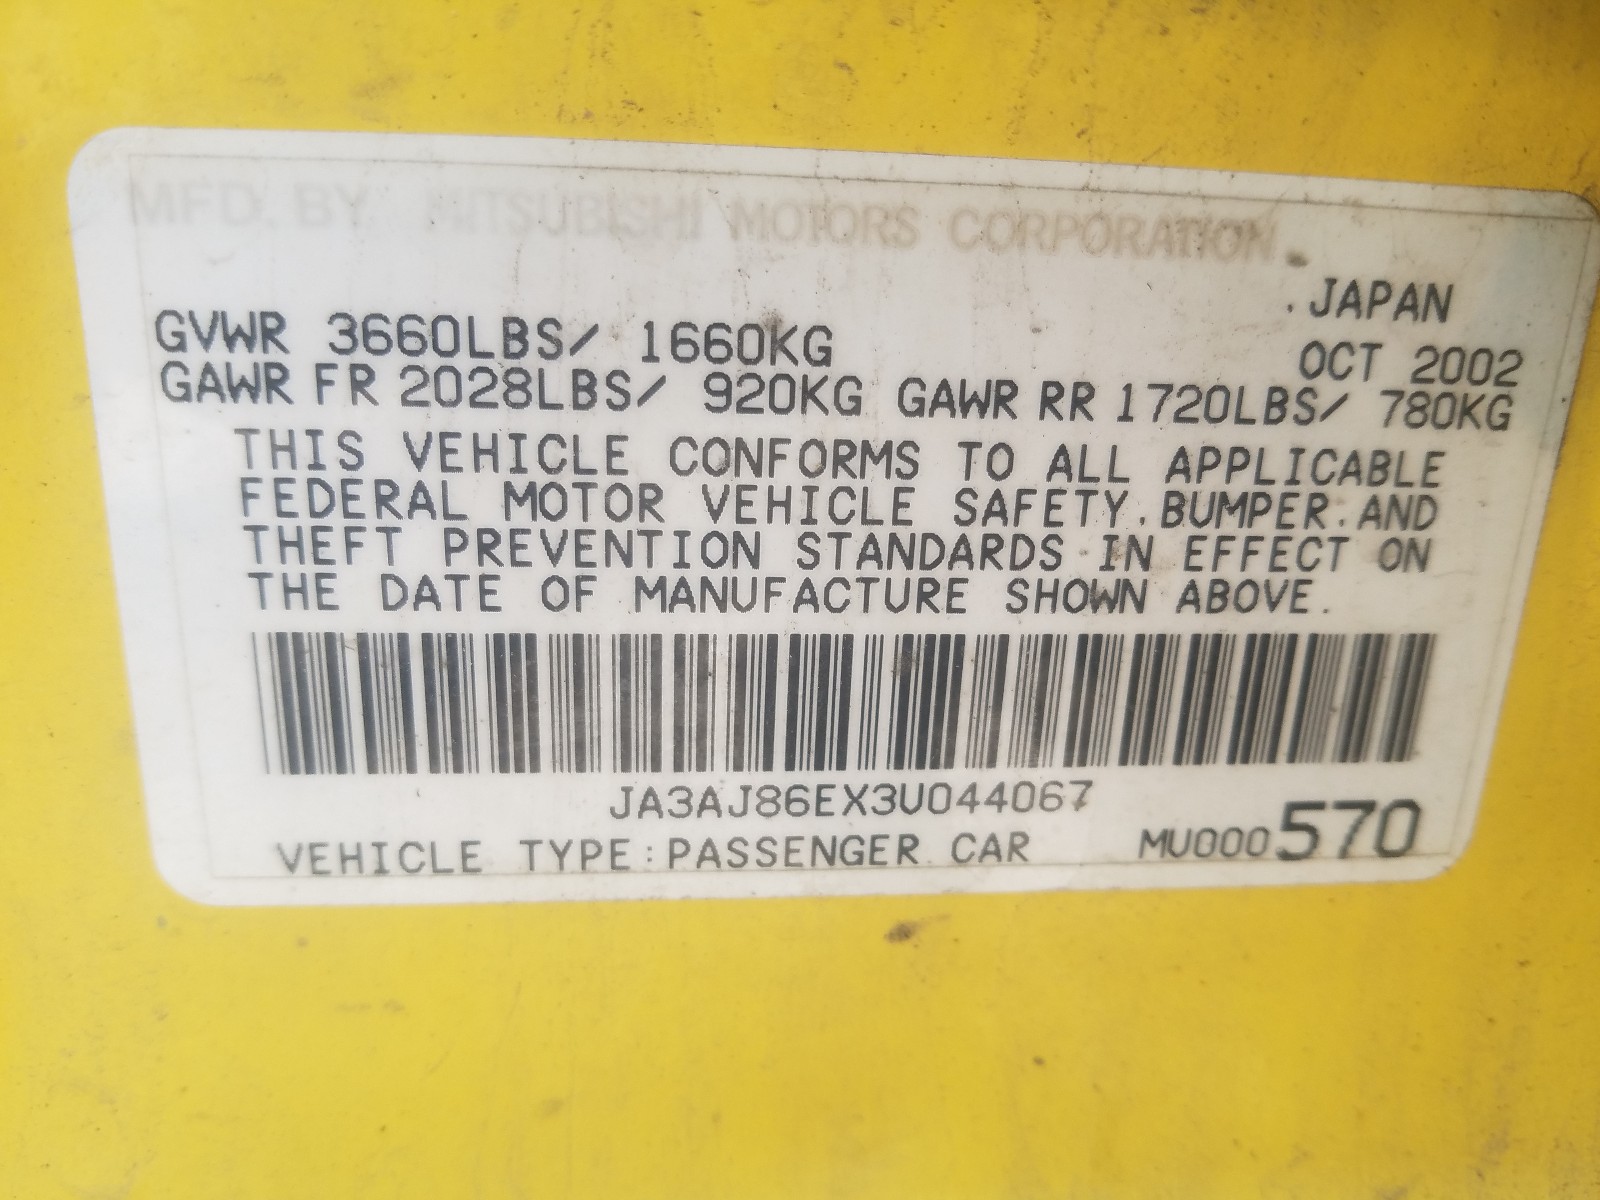 MFD. BY MITSUBISHI MOTORS CORPORATION.
JAPAN
GVWR 3660LBS/ 1660KG OCT 2002
GAWR FR 2028LBS/ 920KG GAWR RR 1720LBS/ 780KG
THIS VEHICLE CONFORMS TO ALL APPLICABLE
FEDERAL MOTOR VEHICLE SAFETY, BUMPER, AND
THEFT PREVENTION STANDARDS IN EFFECT ON
THE DATE OF MANUFACTURE SHOWN ABOVE.
JA3AJ86EX3U044067
VEHICLE TYPE:PASSENGER CAR MU000570